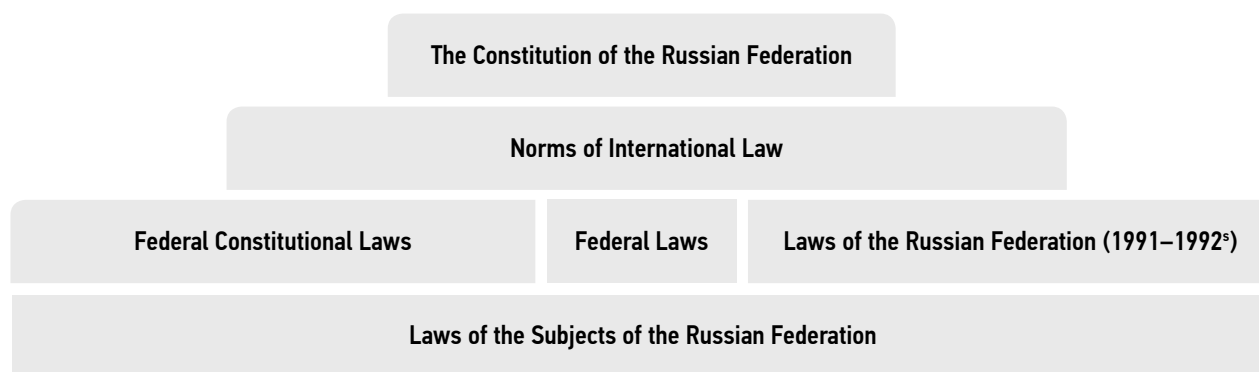 The Constitution of the Russian Federation
Norms of International Law
Federal Constitutional Laws
Federal Laws
Laws of the Russian Federation (1991–1992ˢ)
Laws of the Subjects of the Russian Federation